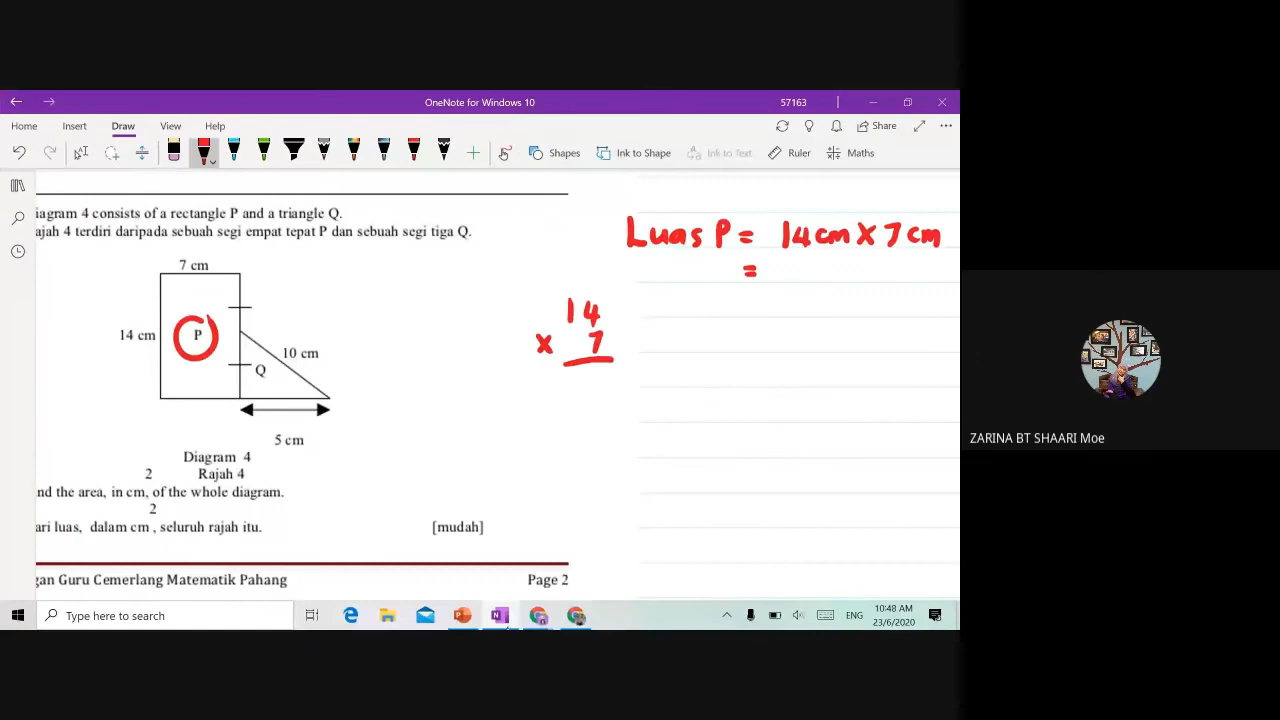 OneNote for Windows 10
57163
Home Insert Draw View Help
Share
Shapes Ink to Shape Ink to Text Ruler Maths
iagram 4 consists of a rectangle P and a triangle Q.
ajah 4 terdiri daripada sebuah segi empat tepat P dan sebuah segi tiga Q.
7 cm
14 cm
P
10 cm
Q
5 cm
Diagram 4
2 Rajah 4
nd the area, in cm, of the whole diagram.
2
ari luas, dalam cm , seluruh rajah itu. [mudah]
gan Guru Cemerlang Matematik Pahang Page 2
Luas P = 14cm X 7cm
=
14
x 7
ZARINA BT SHAARI Moe
Type here to search
ENG
10:48 AM
23/6/2020